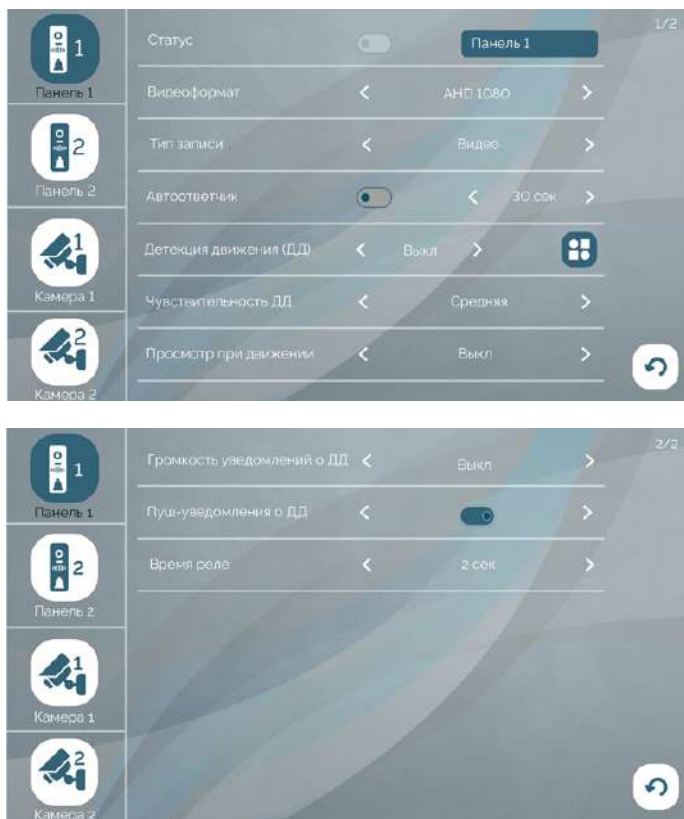 1/2
1
Панель 1
2
Панель 2
1
Камера 1
2
Камера 2
Статус Панель 1
Видеоформат < AHD 1080 >
Тип записи < Видео >
Автоответчик < 30 сек >
Детекция движения (ДД) < Выкл >
Чувствительность ДД < Средняя >
Просмотр при движении < Выкл >
2/2
1
Панель 1
2
Панель 2
1
Камера 1
2
Камера 2
Громкость уведомлений о ДД < Выкл >
Пуш-уведомления о ДД < >
Время реле < 2 сек >